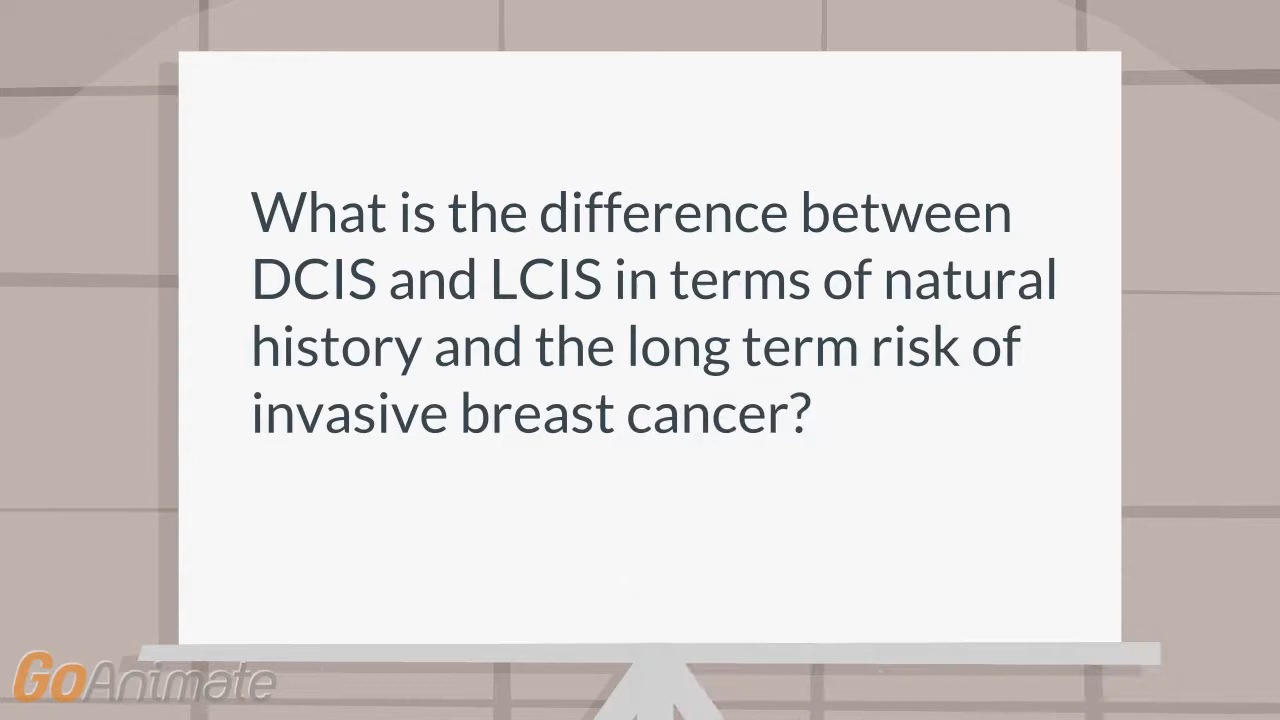 What is the difference between
DCIS and LCIS in terms of natural
history and the long term risk of
invasive breast cancer?
GoAnimate